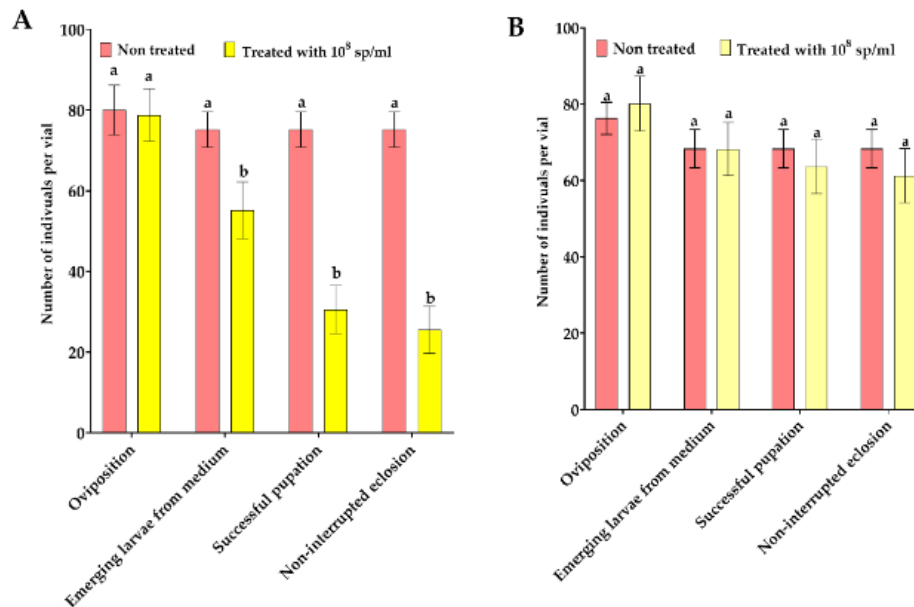 A
Number of indivuals per vial
100
80
60
40
20
0
Non treated
Treated with 10⁸ sp/ml
a
a
a
b
a
b
a
b
Oviposition
Emerging larvae from medium
Successful pupation
Non-interrupted eclosion
B
Number of indivuals per vial
100
80
60
40
20
0
Non treated
Treated with 10⁸ sp/ml
a
a
a
a
a
a
a
a
Oviposition
Emerging larvae from medium
Successful pupation
Non-interrupted eclosion